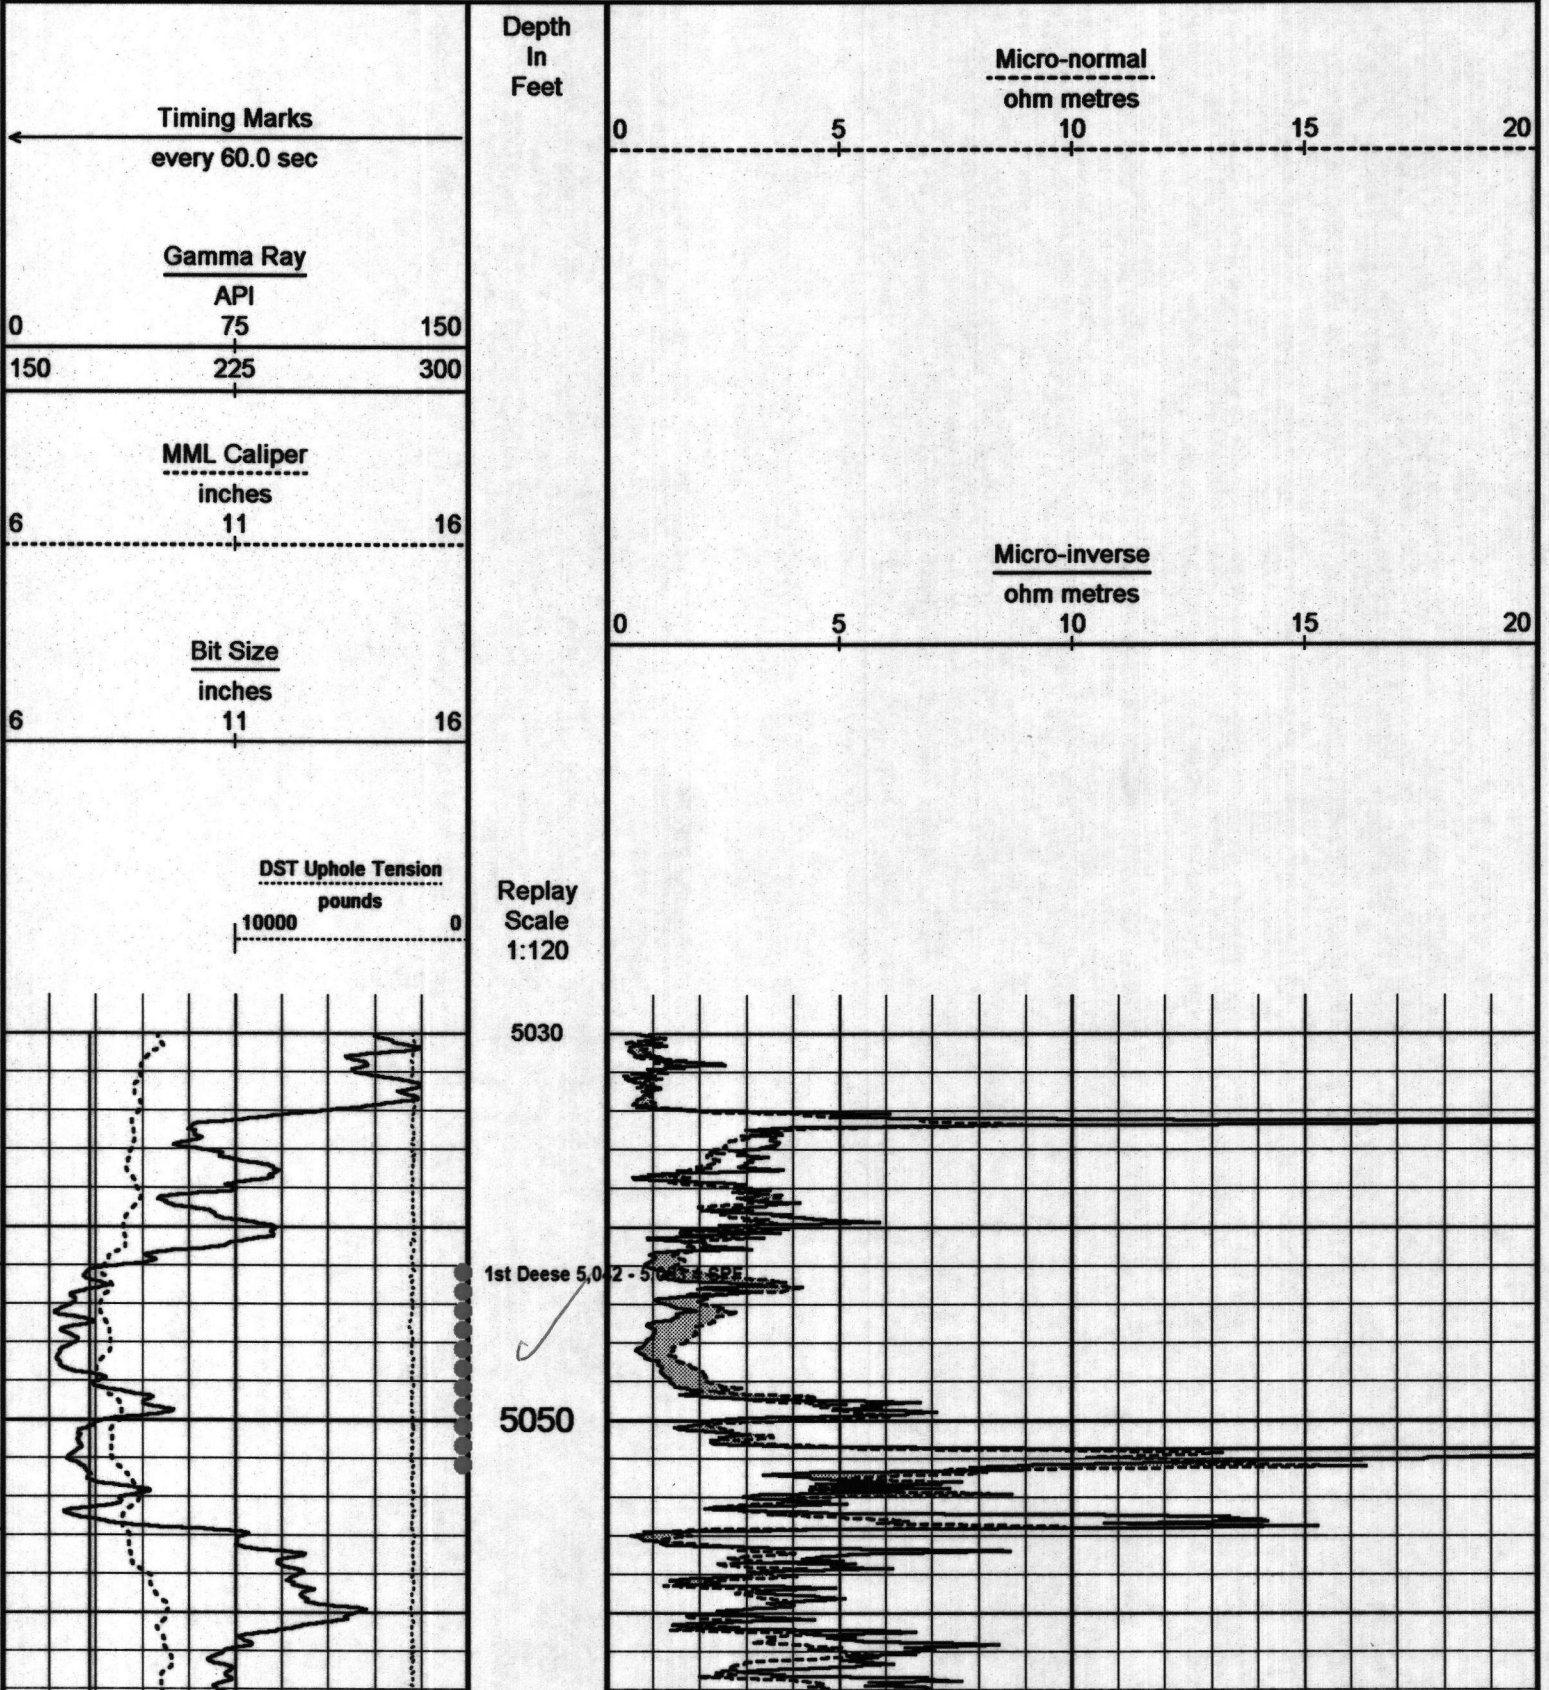 Timing Marks
every 60.0 sec
Gamma Ray
API
0 75 150
150 225 300
MML Caliper
inches
6 11 16
Bit Size
inches
6 11 16
DST Uphole Tension
pounds
10000 0
Depth
In
Feet
Replay
Scale
1:120
5030
1st Deese 5,042 - 5 SPF
5050
Micro-normal
ohm metres
0 5 10 15 20
Micro-inverse
ohm metres
0 5 10 15 20